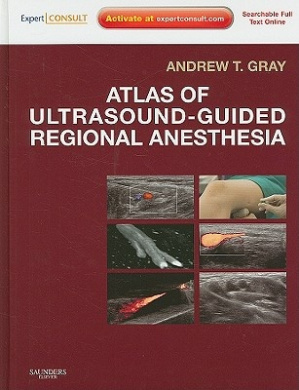 Expert CONSULT
Activate at expertconsult.com
Searchable Full
Text Online
ANDREW T. GRAY
ATLAS OF
ULTRASOUND-GUIDED
REGIONAL ANESTHESIA
SAUNDERS
ELSEVIER